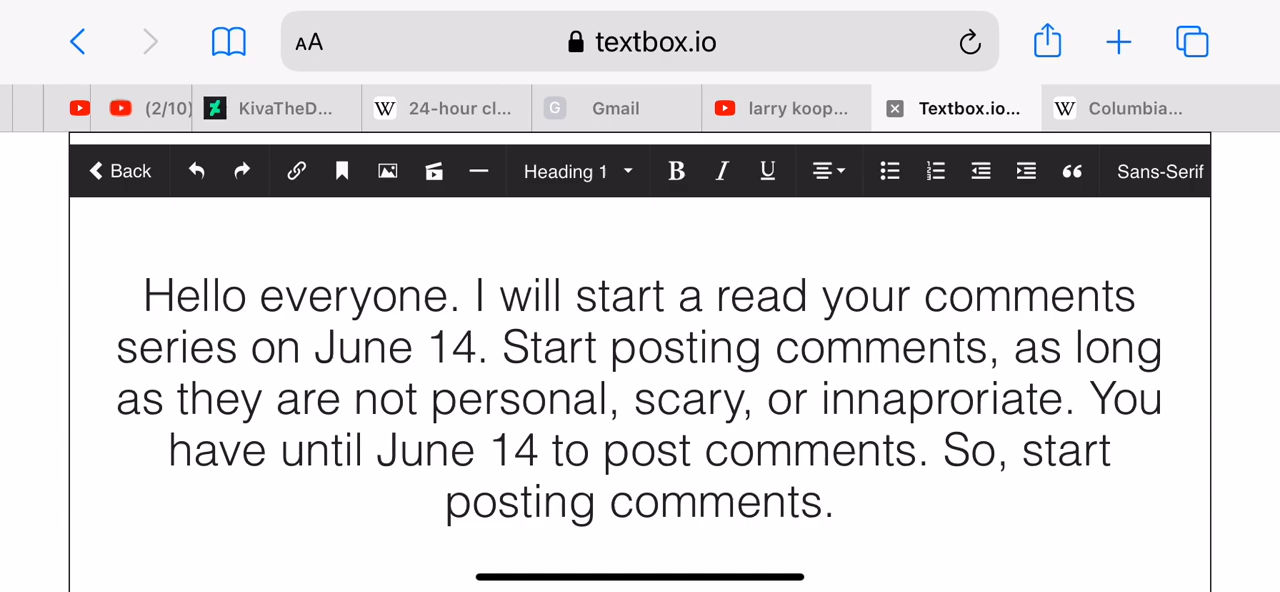 AA textbox.io
(2/10) KivaTheD... W 24-hour cl... G Gmail larry koop... Textbox.io... W Columbia...
Back Heading 1 B I U Sans-Serif
Hello everyone. I will start a read your comments
series on June 14. Start posting comments, as long
as they are not personal, scary, or innaproriate. You
have until June 14 to post comments. So, start
posting comments.